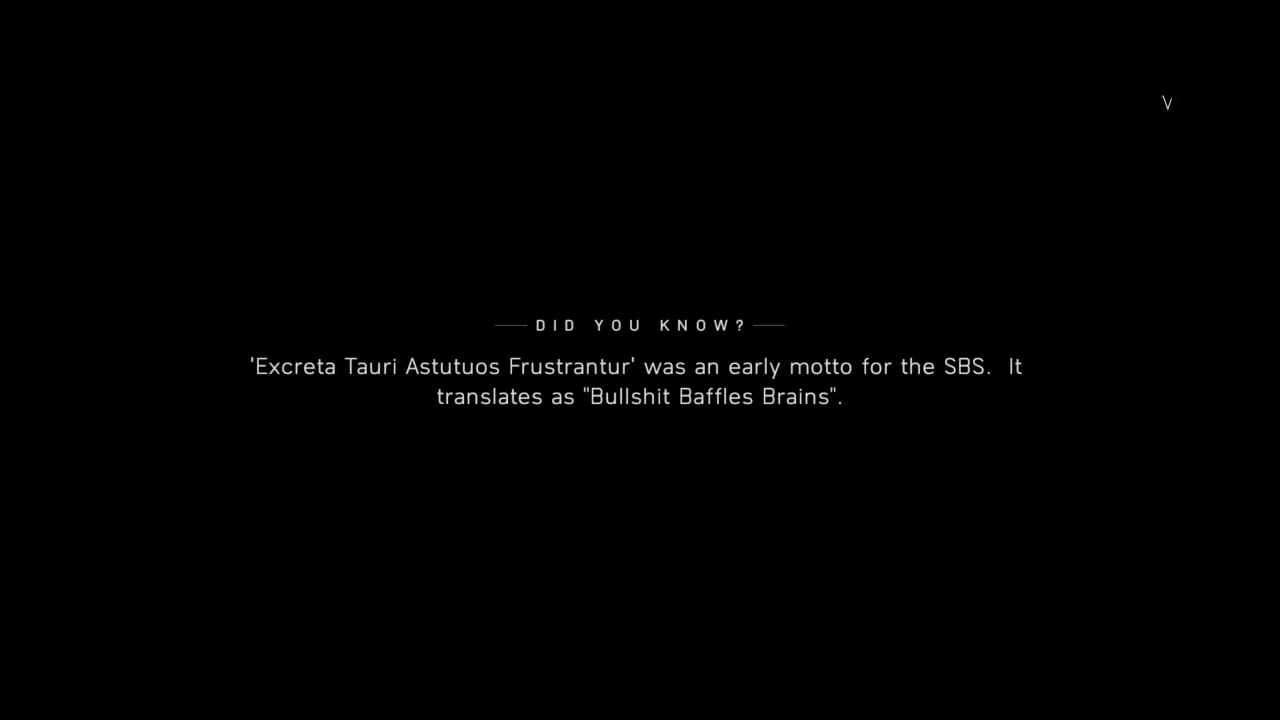 V
DID YOU KNOW?
'Excreta Tauri Astutuos Frustrantur' was an early motto for the SBS.  It
translates as "Bullshit Baffles Brains".